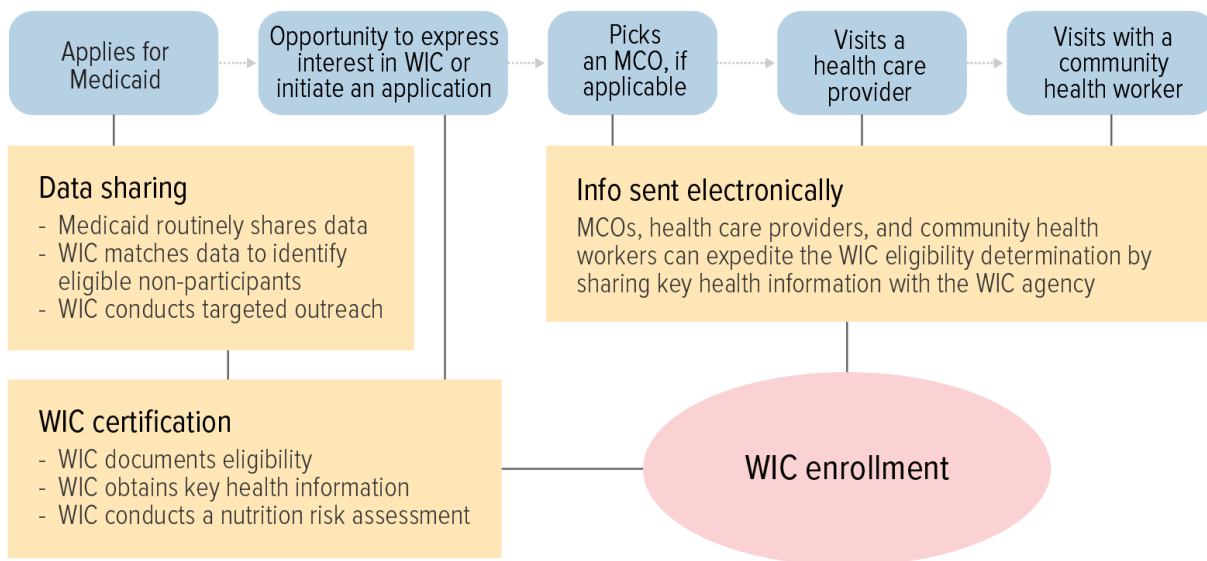 Applies for
Medicaid
Opportunity to express
interest in WIC or
initiate an application
Picks
an MCO, if
applicable
Visits a
health care
provider
Visits with a
community
health worker
Data sharing
- Medicaid routinely shares data
- WIC matches data to identify
eligible non-participants
- WIC conducts targeted outreach
Info sent electronically
MCOs, health care providers, and community health
workers can expedite the WIC eligibility determination by
sharing key health information with the WIC agency
WIC certification
- WIC documents eligibility
- WIC obtains key health information
- WIC conducts a nutrition risk assessment
WIC enrollment